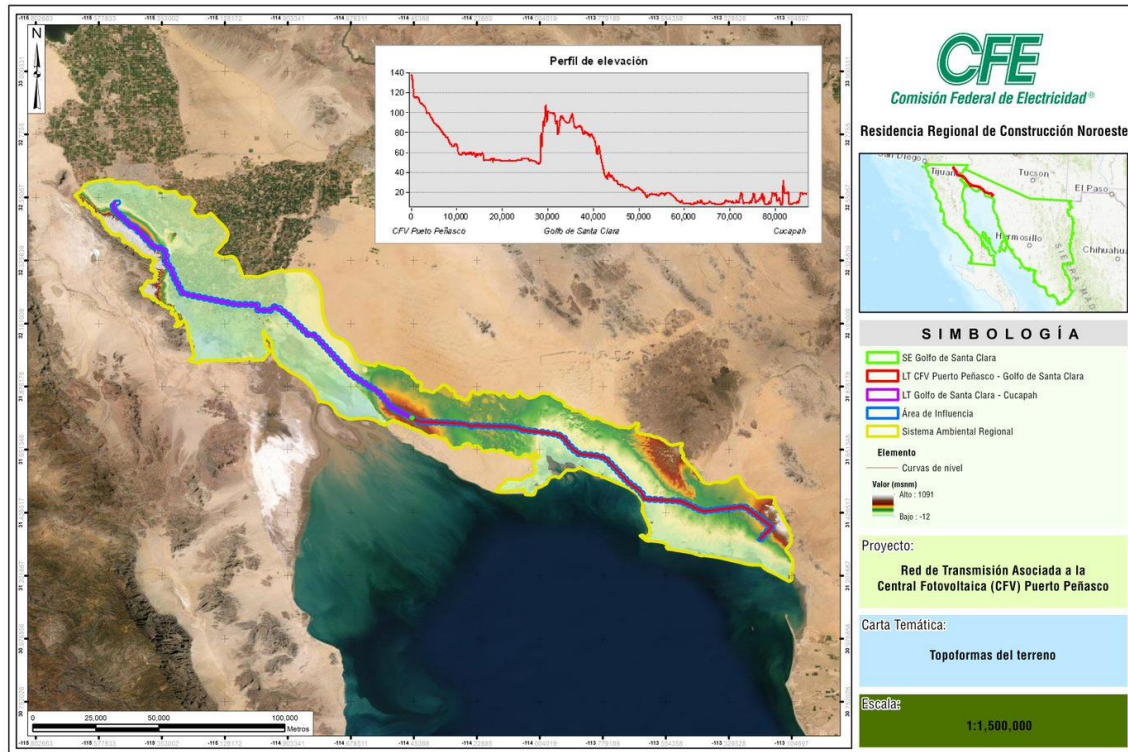 N
Perfil de elevación
140
120
100
80
60
40
20
0 10,000 20,000 30,000 40,000 50,000 60,000 70,000 80,000
CFV Pueto Peñasco Golfo de Santa Clara Cucapah
0 25,000 50,000 100,000
Metros
CFE
Comisión Federal de Electricidad®
Residencia Regional de Construcción Noroeste
San Diego
Tijuan
Tucson
El Paso
Hermosillo
Chihuahu
SIERRA MAD
SIMBOLOGÍA
SE Golfo de Santa Clara
LT CFV Puerto Peñasco - Golfo de Santa Clara
LT Golfo de Santa Clara - Cucapah
Área de Influencia
Sistema Ambiental Regional
Elemento
Curvas de nivel
Valor (msnm)
Alto : 1091
Bajo : -12
Proyecto:
Red de Transmisión Asociada a la
Central Fotovoltaica (CFV) Puerto Peñasco
Carta Temática:
Topoformas del terreno
Escala:
1:1,500,000